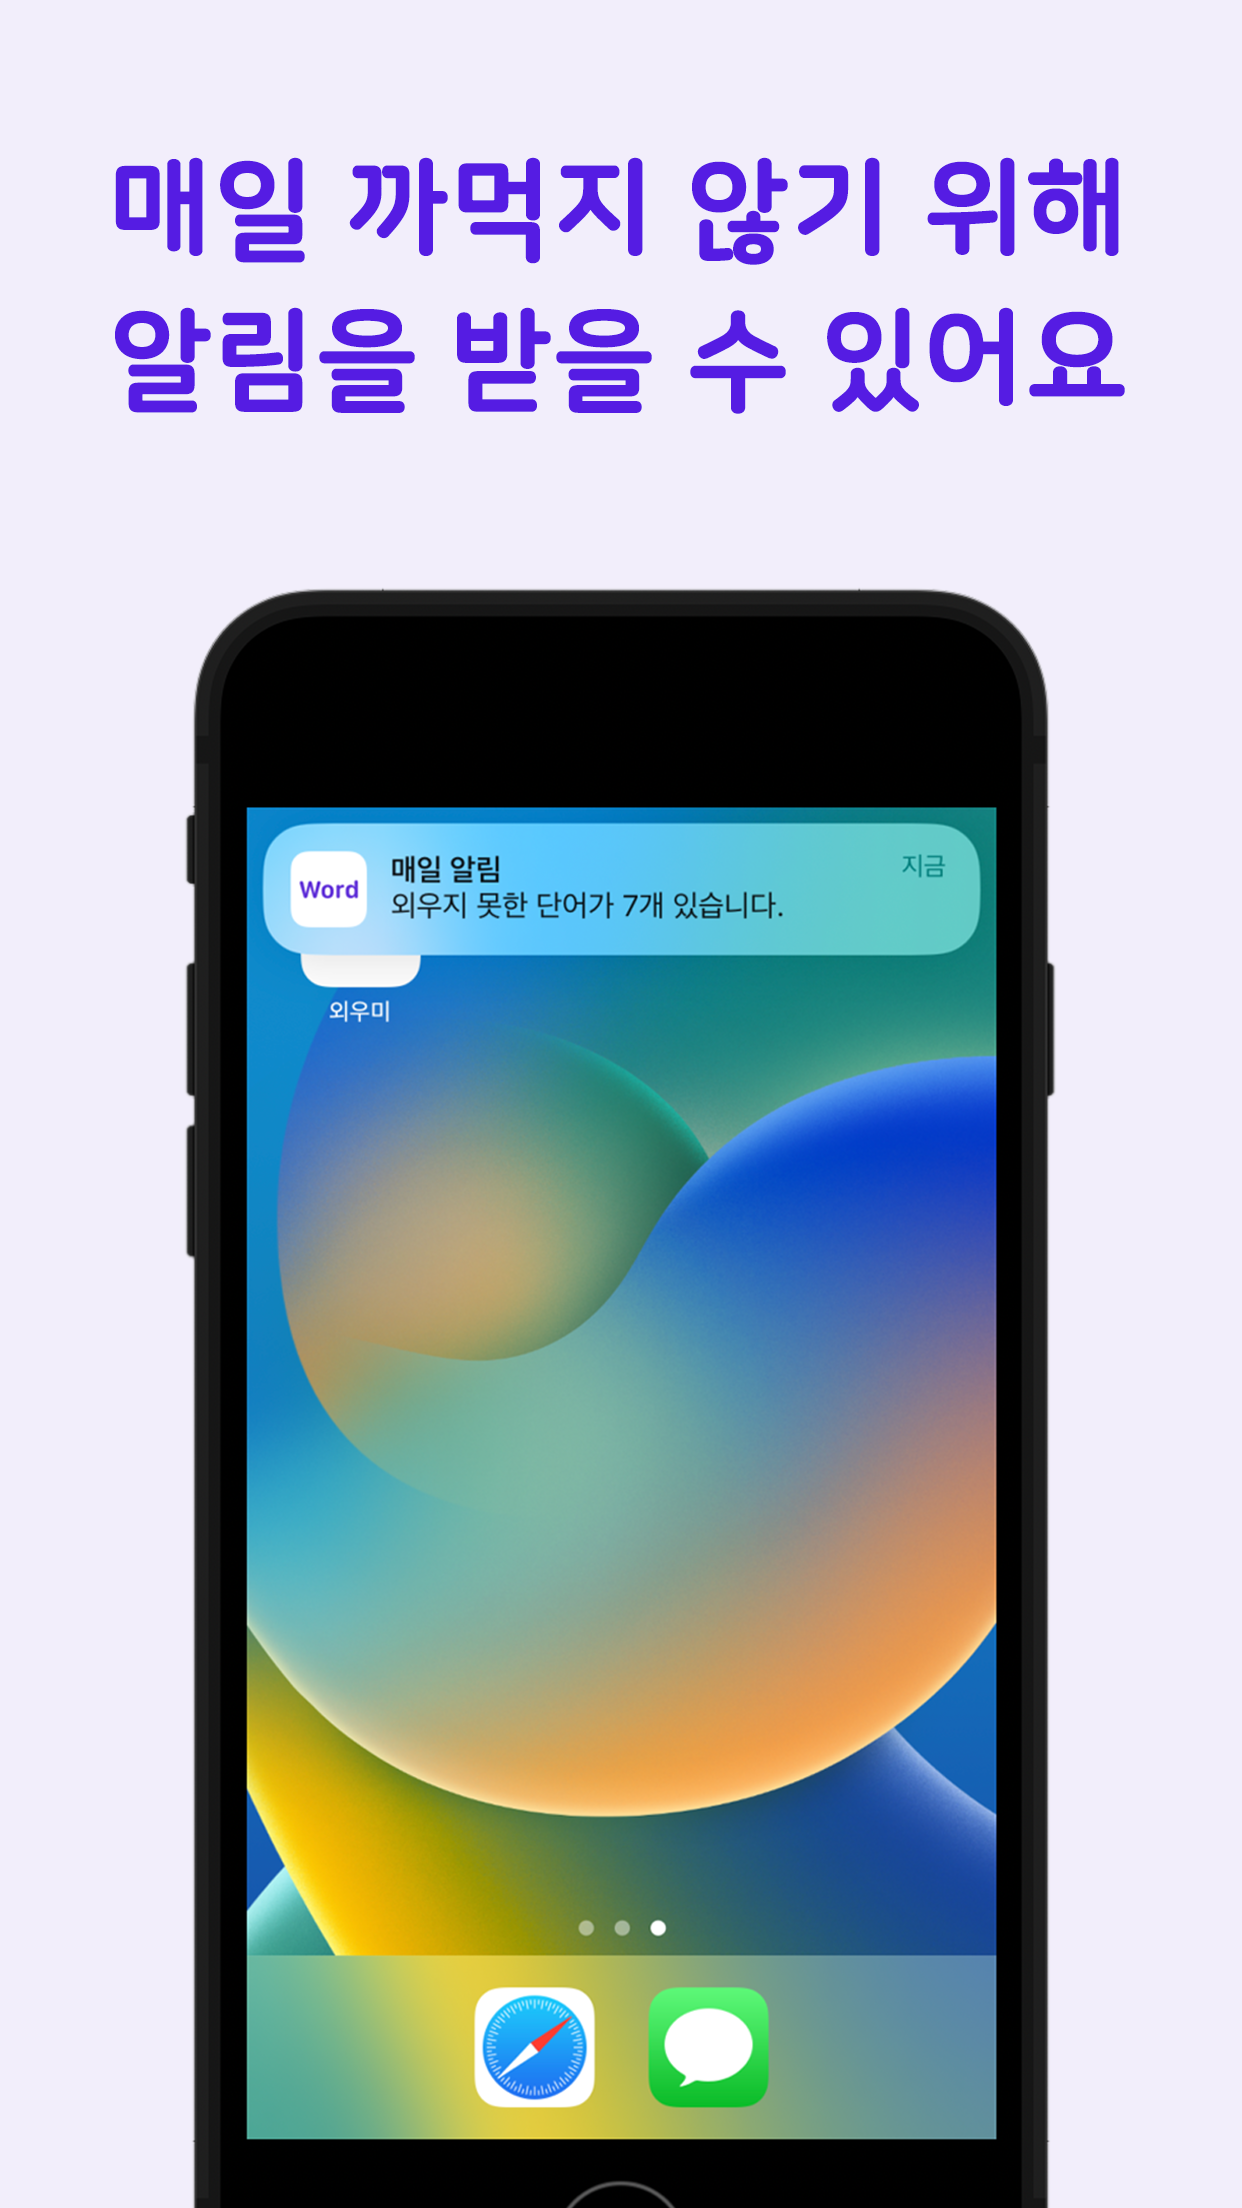 매일 까먹지 않기 위해
알림을 받을 수 있어요
Word
매일 알림
지금
외우지 못한 단어가 7개 있습니다.
외우미